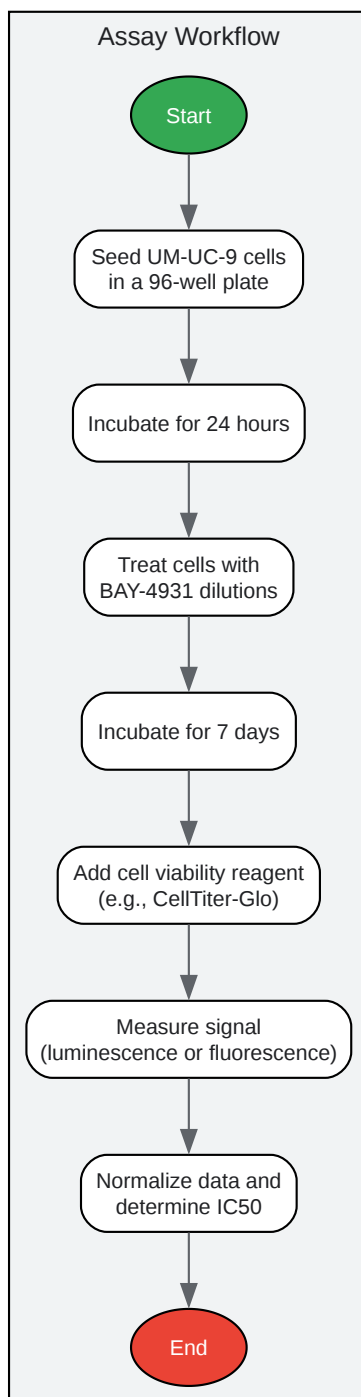 Assay Workflow
Start
Seed UM-UC-9 cells
in a 96-well plate
Incubate for 24 hours
Treat cells with
BAY-4931 dilutions
Incubate for 7 days
Add cell viability reagent
(e.g., CellTiter-Glo)
Measure signal
(luminescence or fluorescence)
Normalize data and
determine IC50
End